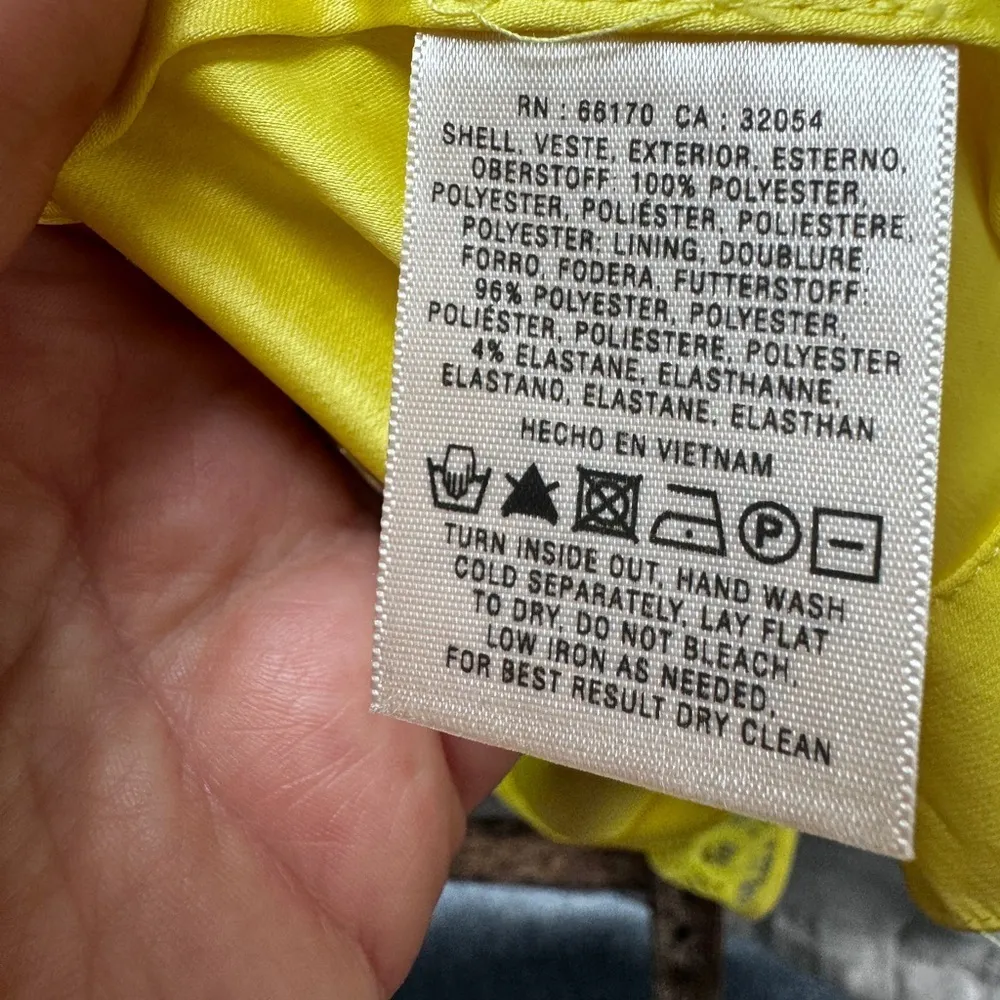 RN : 66170 CA : 32054
SHELL, VESTE, EXTERIOR, ESTERNO,
OBERSTOFF: 100% POLYESTER,
POLYESTER, POLIÉSTER, POLIESTERE,
POLYESTER; LINING, DOUBLURE,
FORRO, FODERA, FUTTERSTOFF:
96% POLYESTER, POLYESTER,
POLIÉSTER, POLIESTERE, POLYESTER
4% ELASTANE, ELASTHANNE,
ELASTANO, ELASTANE, ELASTHAN
HECHO EN VIETNAM
P
TURN INSIDE OUT, HAND WASH
COLD SEPARATELY, LAY FLAT
TO DRY, DO NOT BLEACH,
LOW IRON AS NEEDED,
FOR BEST RESULT DRY CLEAN